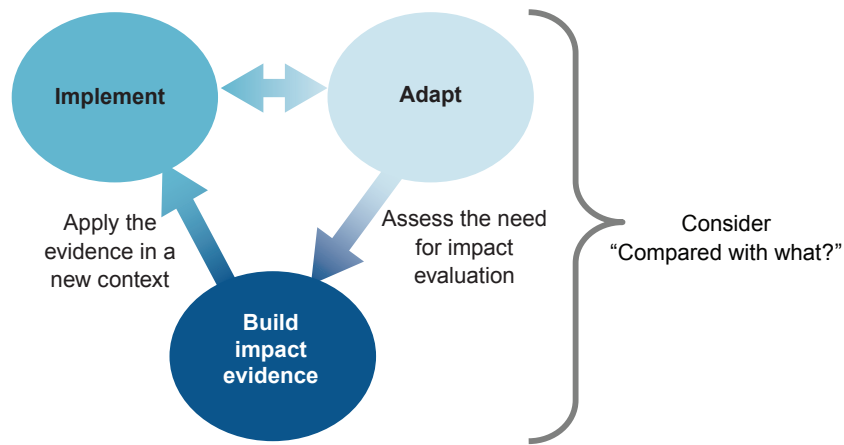 Implement
Adapt
Apply the
evidence in a
new context
Assess the need
for impact
evaluation
Build
impact
evidence
Consider
“Compared with what?”